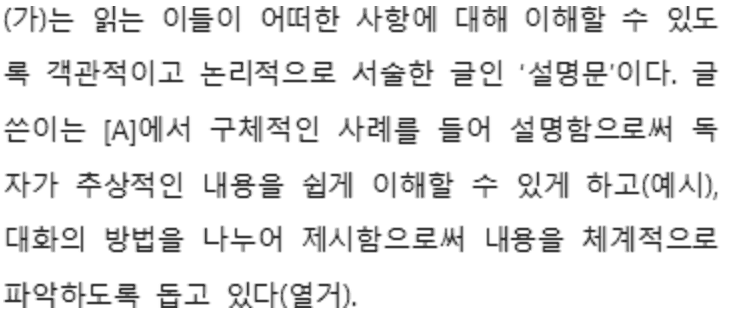 (가)는 읽는 이들이 어떠한 사항에 대해 이해할 수 있도
록 객관적이고 논리적으로 서술한 글인 ‘설명문’이다. 글
쓴이는 [A]에서 구체적인 사례를 들어 설명함으로써 독
자가 추상적인 내용을 쉽게 이해할 수 있게 하고(예시),
대화의 방법을 나누어 제시함으로써 내용을 체계적으로
파악하도록 돕고 있다(열거).